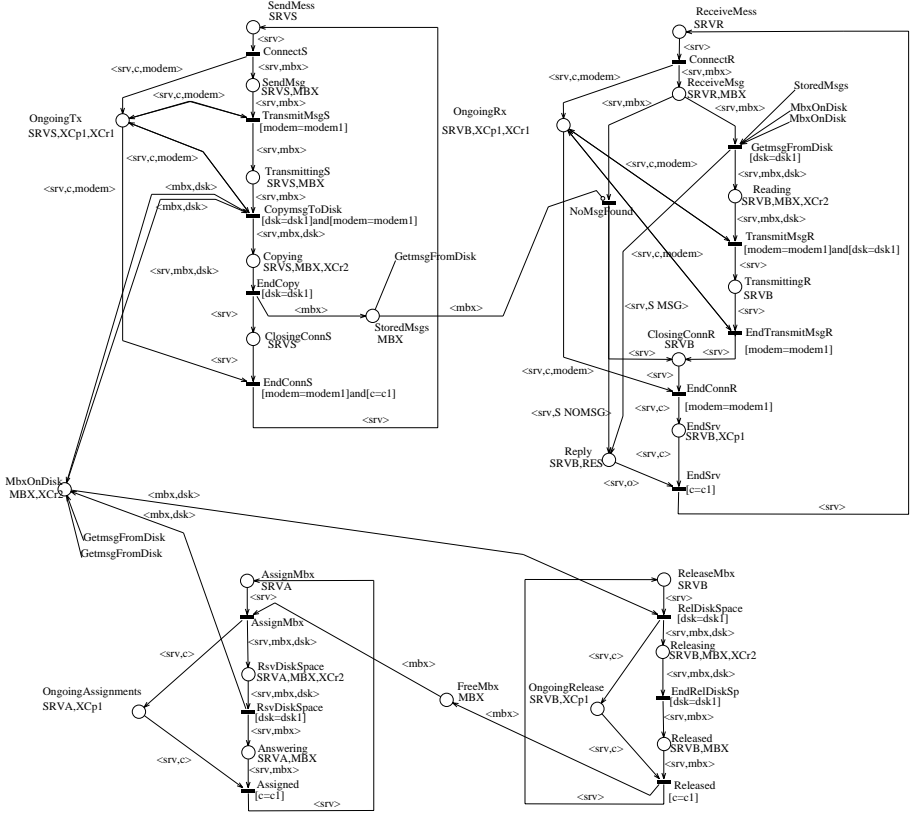 SendMess
SRVS
<srv>
ConnectS
<srv,c,modem>
<srv,mbx>
SendMsg
SRVS,MBX
<srv,c,modem>
<srv,mbx>
OngoingTx
SRVS,XCp1,XCr1
TransmitMsgS
[modem=modem1]
<srv,mbx>
<srv,c,modem>
TransmittingS
SRVS,MBX
<srv,c,modem>
<mbx,dsk>
<srv,mbx>
<mbx,dsk>
CopymsgToDisk
[dsk=dsk1]and[modem=modem1]
<srv,mbx,dsk>
Copying
SRVS,MBX,XCr2
<srv,mbx,dsk>
GetmsgFromDisk
EndCopy
[dsk=dsk1]
<mbx>
<srv>
StoredMsgs
MBX
<mbx>
ClosingConnS
SRVS
<srv>
EndConnS
[modem=modem1]and[c=c1]
<srv>
ReceiveMess
SRVR
<srv>
ConnectR
<srv,c,modem>
<srv,mbx>
ReceiveMsg
SRVR,MBX
StoredMsgs
<srv,mbx>
<srv,mbx>
MbxOnDisk
MbxOnDisk
OngoingRx
SRVB,XCp1,XCr1
GetmsgFromDisk
[dsk=dsk1]
<srv,c,modem>
<srv,mbx,dsk>
Reading
SRVB,MBX,XCr2
NoMsgFound
<srv,mbx,dsk>
TransmitMsgR
[modem=modem1]and[dsk=dsk1]
<srv,c,modem>
<srv>
TransmittingR
SRVB
<srv,S MSG>
<srv>
EndTransmitMsgR
[modem=modem1]
ClosingConnR
SRVB
<srv>
<srv>
<srv,c,modem>
<srv>
EndConnR
[modem=modem1]
<srv,S NOMSG>
<srv,c>
EndSrv
SRVB,XCp1
Reply
SRVB,RES
<srv,c>
<srv,o>
EndSrv
[c=c1]
<srv>
MbxOnDisk
MBX,XCr2
<mbx,dsk>
<mbx,dsk>
GetmsgFromDisk
GetmsgFromDisk
AssignMbx
SRVA
<srv>
AssignMbx
<srv,c>
<srv,mbx,dsk>
RsvDiskSpace
SRVA,MBX,XCr2
OngoingAssignments
SRVA,XCp1
<srv,mbx,dsk>
RsvDiskSpace
[dsk=dsk1]
<srv,mbx>
Answering
SRVA,MBX
<srv,c>
<srv,mbx>
Assigned
[c=c1]
<srv>
<mbx>
FreeMbx
MBX
<mbx>
ReleaseMbx
SRVB
<srv>
RelDiskSpace
[dsk=dsk1]
<srv,mbx,dsk>
<srv,c>
Releasing
SRVB,MBX,XCr2
<srv,mbx,dsk>
OngoingRelease
SRVB,XCp1
EndRelDiskSp
[dsk=dsk1]
<srv,mbx>
<srv,c>
Released
SRVB,MBX
<srv,mbx>
Released
[c=c1]
<srv>